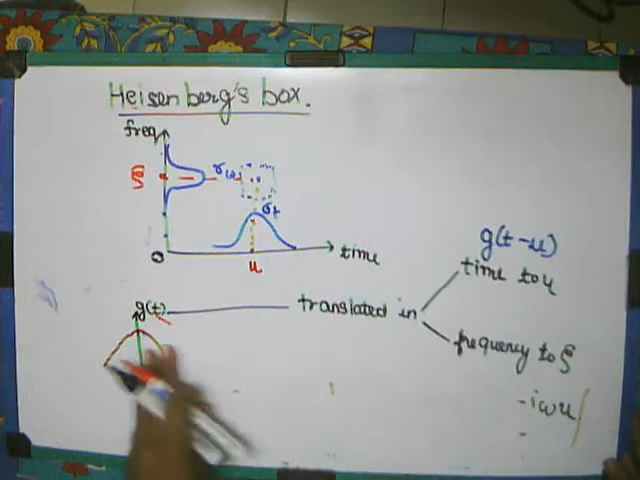 Heisenberg's box.
freq
ξ
σω
σt
0
u
time
g(t-u)
time to u
g(t)
translated in
frequency to ξ
-iωu
-